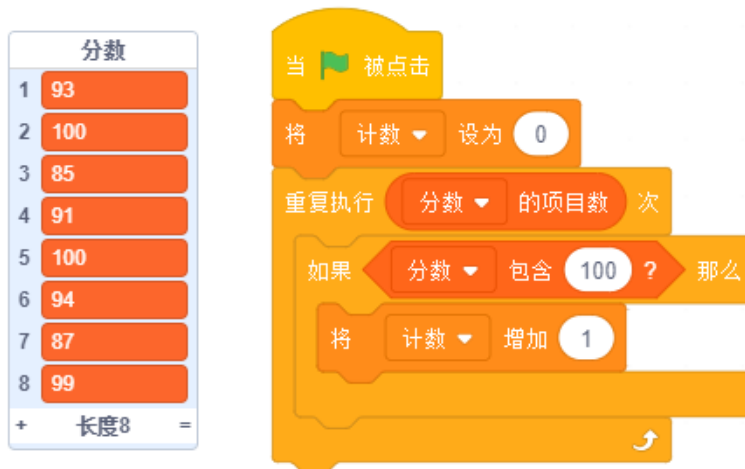 分数
1 93
2 100
3 85
4 91
5 100
6 94
7 87
8 99
+ 长度8 =
当 被点击
将 计数 设为 0
重复执行 分数 的项目数 次
如果 分数 包含 100 ? 那么
将 计数 增加 1